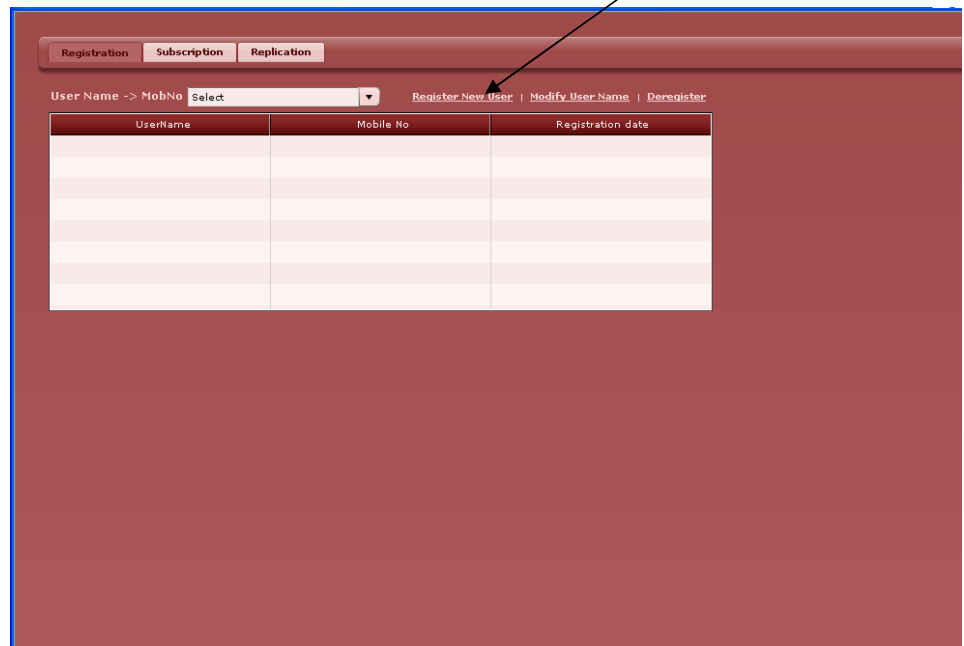 Registration Subscription Replication
User Name -> MobNo Select Register New User | Modify User Name | Deregister
UserName Mobile No Registration date